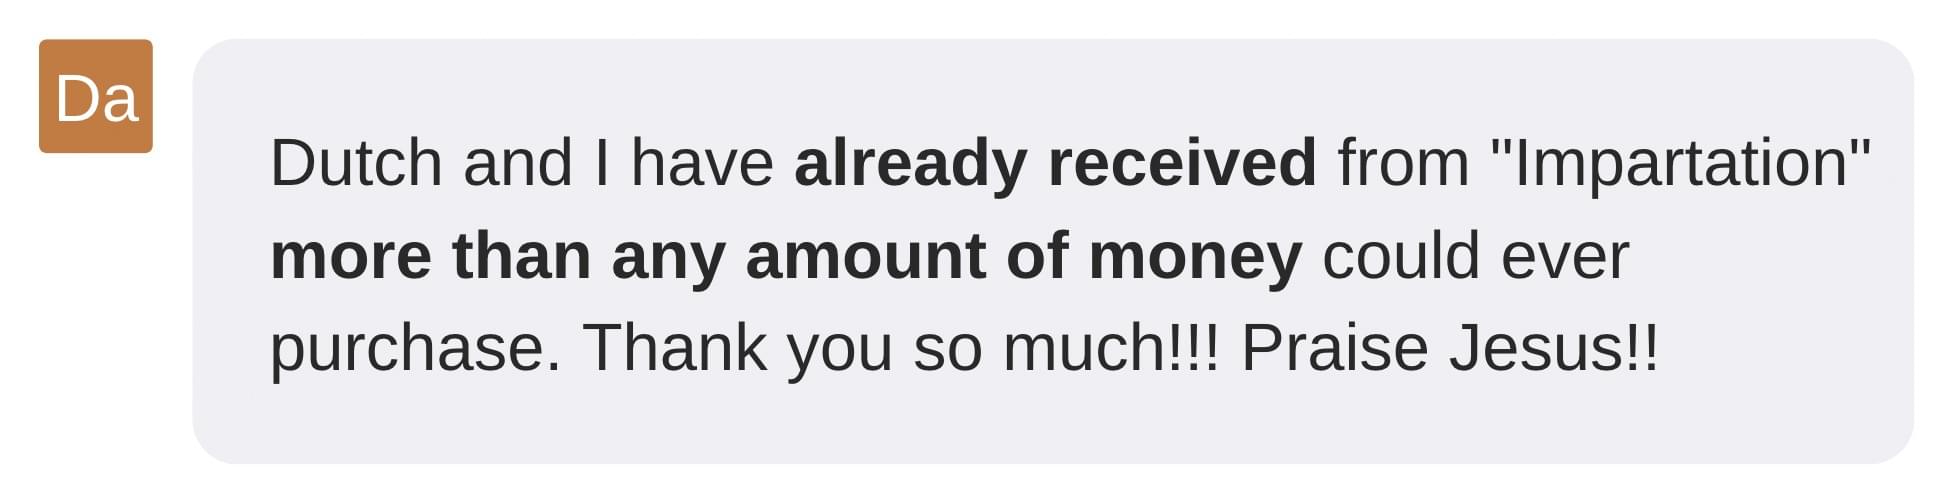 Da
Dutch and I have already received from "Impartation"
more than any amount of money could ever
purchase. Thank you so much!!! Praise Jesus!!